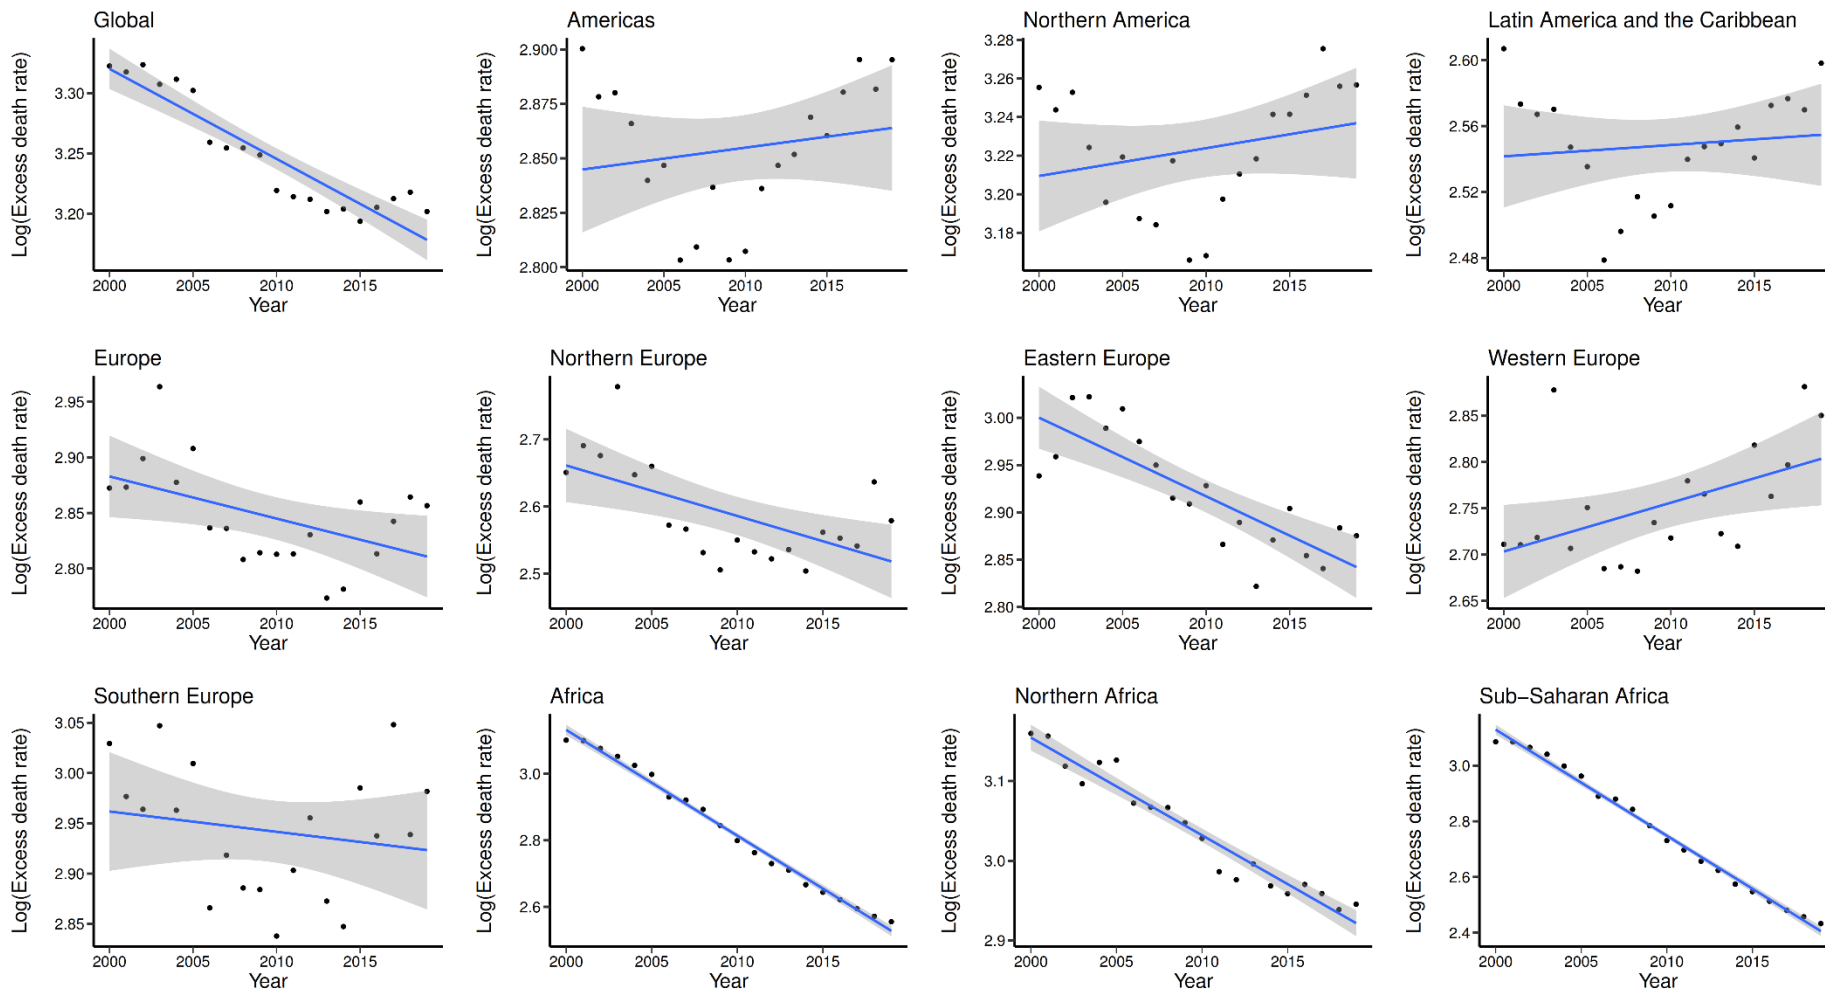 Global
Log(Excess death rate)
3.30
3.25
3.20
2000 2005 2010 2015
Year
Americas
Log(Excess death rate)
2.900
2.875
2.850
2.825
2.800
2000 2005 2010 2015
Year
Northern America
Log(Excess death rate)
3.28
3.26
3.24
3.22
3.20
3.18
2000 2005 2010 2015
Year
Latin America and the Caribbean
Log(Excess death rate)
2.60
2.56
2.52
2.48
2000 2005 2010 2015
Year
Europe
Log(Excess death rate)
2.95
2.90
2.85
2.80
2000 2005 2010 2015
Year
Northern Europe
Log(Excess death rate)
2.7
2.6
2.5
2000 2005 2010 2015
Year
Eastern Europe
Log(Excess death rate)
3.00
2.95
2.90
2.85
2.80
2000 2005 2010 2015
Year
Western Europe
Log(Excess death rate)
2.85
2.80
2.75
2.70
2.65
2000 2005 2010 2015
Year
Southern Europe
Log(Excess death rate)
3.05
3.00
2.95
2.90
2.85
2000 2005 2010 2015
Year
Africa
Log(Excess death rate)
3.0
2.8
2.6
2000 2005 2010 2015
Year
Northern Africa
Log(Excess death rate)
3.1
3.0
2.9
2000 2005 2010 2015
Year
Sub−Saharan Africa
Log(Excess death rate)
3.0
2.8
2.6
2.4
2000 2005 2010 2015
Year